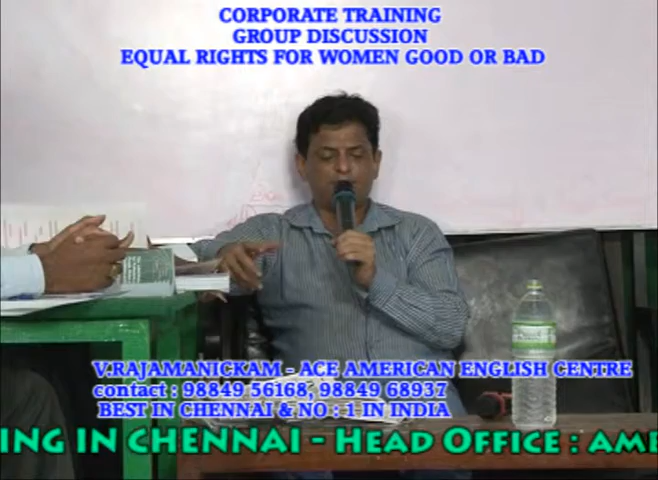 CORPORATE TRAINING
GROUP DISCUSSION
EQUAL RIGHTS FOR WOMEN GOOD OR BAD
V.RAJAMANICKAM - ACE AMERICAN ENGLISH CENTRE
contact : 98849 56168, 98849 68937
BEST IN CHENNAI & NO : 1 IN INDIA
ING IN CHENNAI - HEAD OFFICE : AME